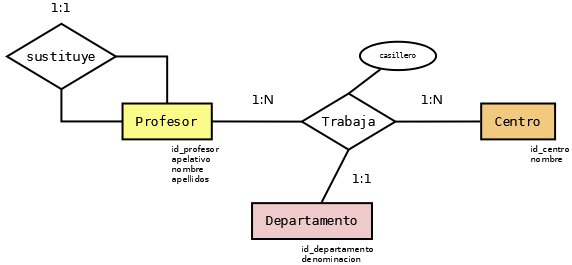 1:1
sustituye
casillero
1:N
1:N
Profesor
Trabaja
Centro
id_profesor
apelativo
nombre
apellidos
id_centro
nombre
1:1
Departamento
id_departamento
denominacion